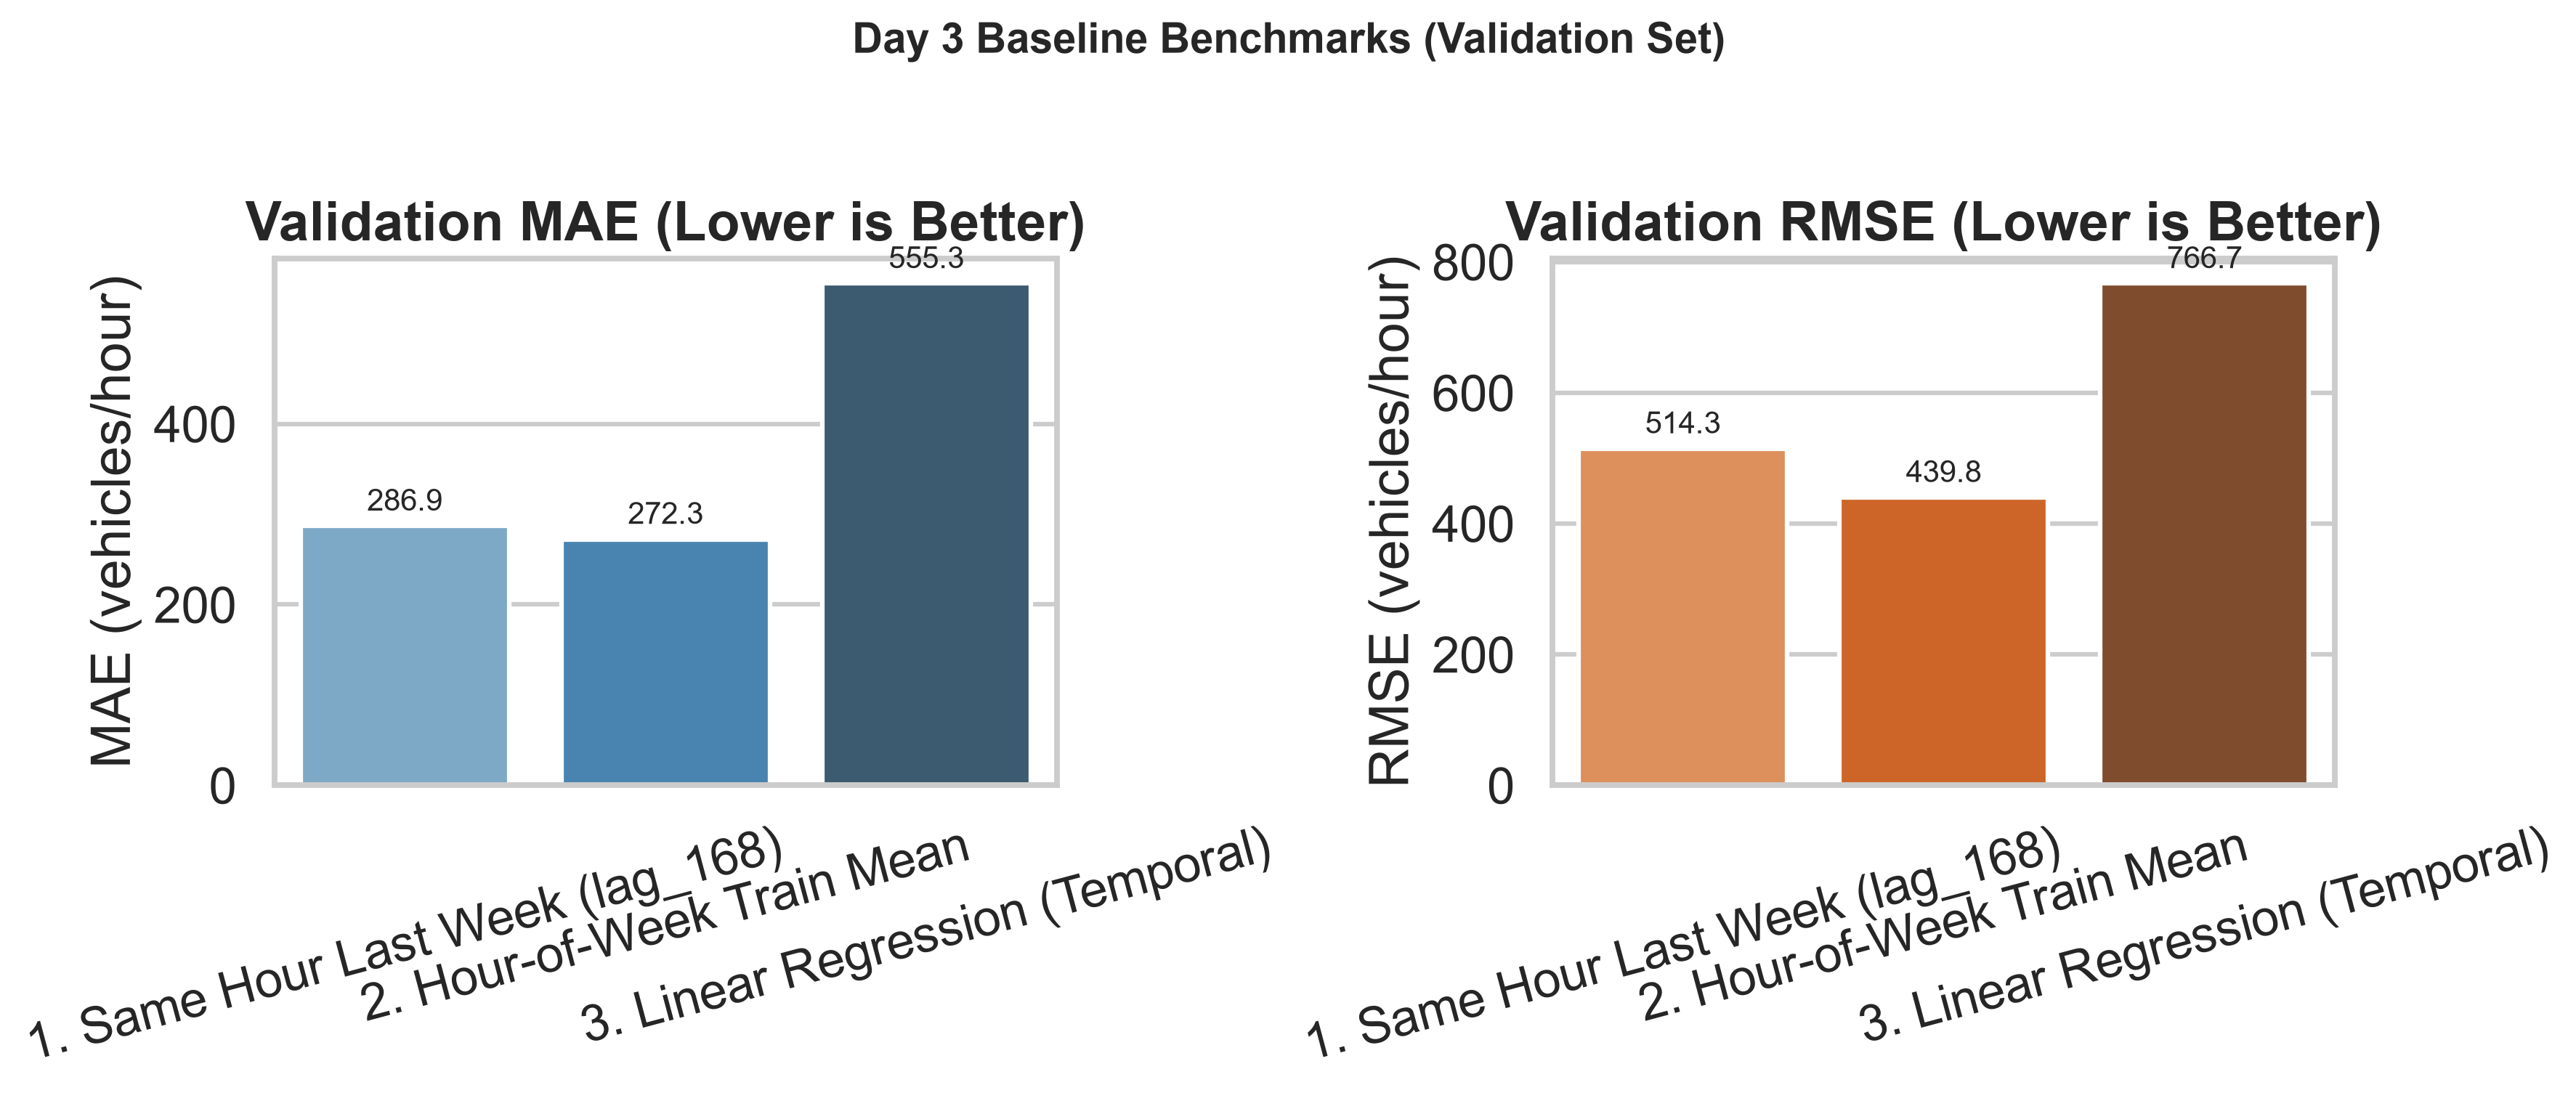 Day 3 Baseline Benchmarks (Validation Set)
Validation MAE (Lower is Better)
MAE (vehicles/hour)
400
200
0
286.9
272.3
555.3
1. Same Hour Last Week (lag_168)
2. Hour-of-Week Train Mean
3. Linear Regression (Temporal)
Validation RMSE (Lower is Better)
RMSE (vehicles/hour)
800
600
400
200
0
514.3
439.8
766.7
1. Same Hour Last Week (lag_168)
2. Hour-of-Week Train Mean
3. Linear Regression (Temporal)